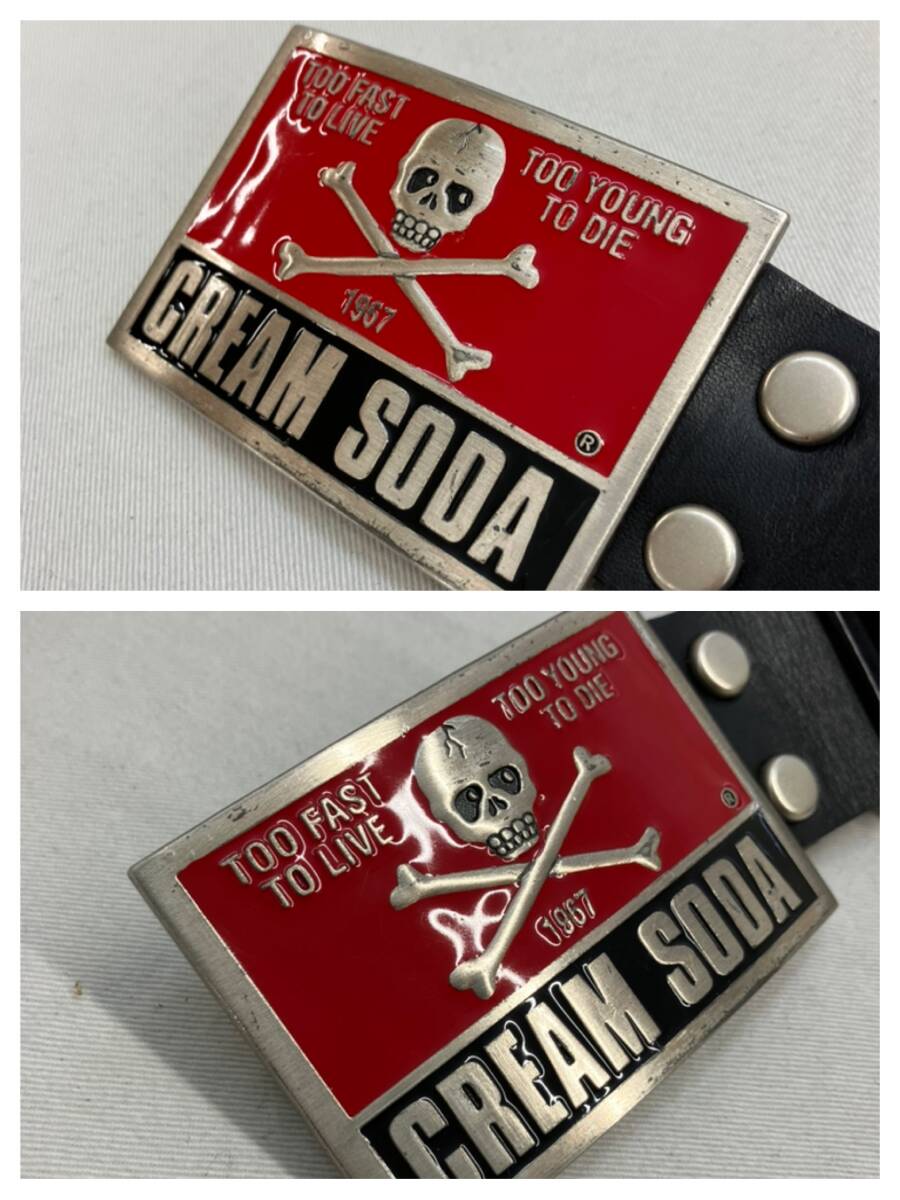 TOO FAST
TO LIVE
TOO YOUNG
TO DIE
1967
®
CREAM SODA
TOO YOUNG
TO DIE
TOO FAST
TO LIVE
®
1967
CREAM SODA